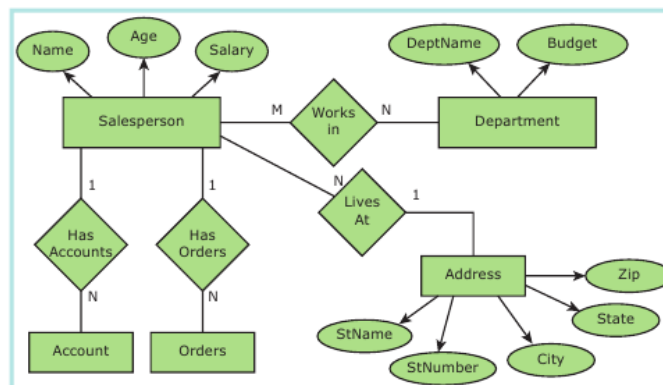 Name
Age
Salary
DeptName
Budget
Salesperson
M
Works
in
N
Department
1
1
N
Lives
At
1
Has
Accounts
Has
Orders
N
N
Account
Orders
Address
Zip
State
City
StNumber
StName